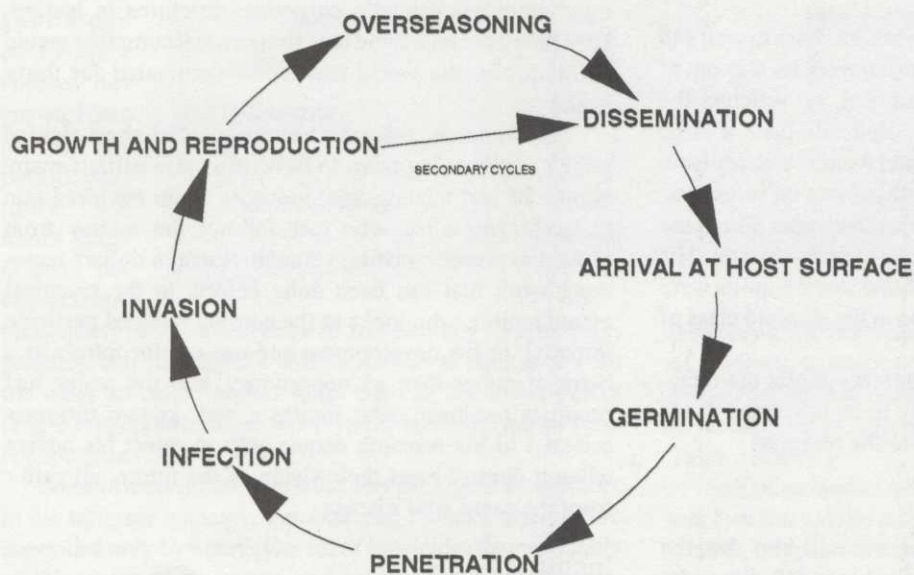 OVERSEASONING
DISSEMINATION
GROWTH AND REPRODUCTION
SECONDARY CYCLES
ARRIVAL AT HOST SURFACE
INVASION
GERMINATION
INFECTION
PENETRATION